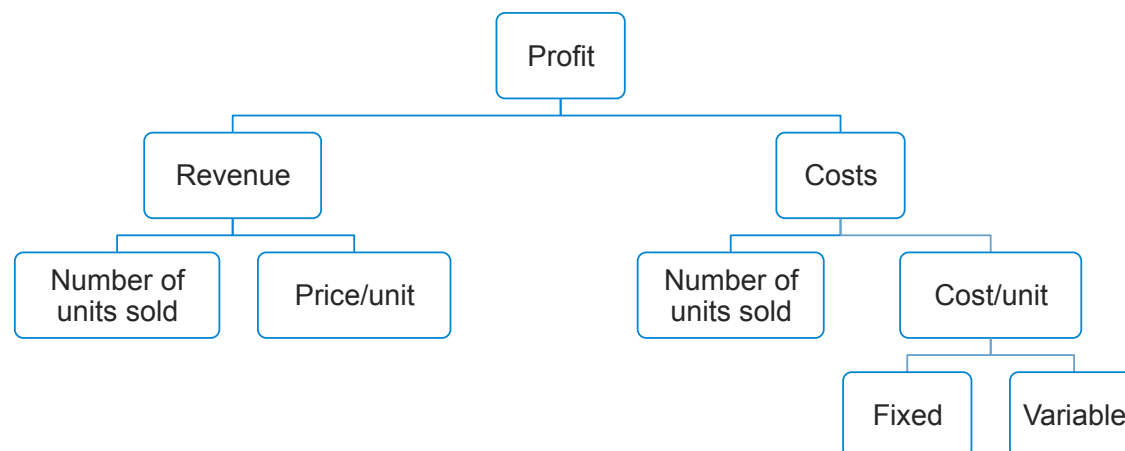 Profit
Revenue
Costs
Number of
units sold
Price/unit
Number of
units sold
Cost/unit
Fixed
Variable